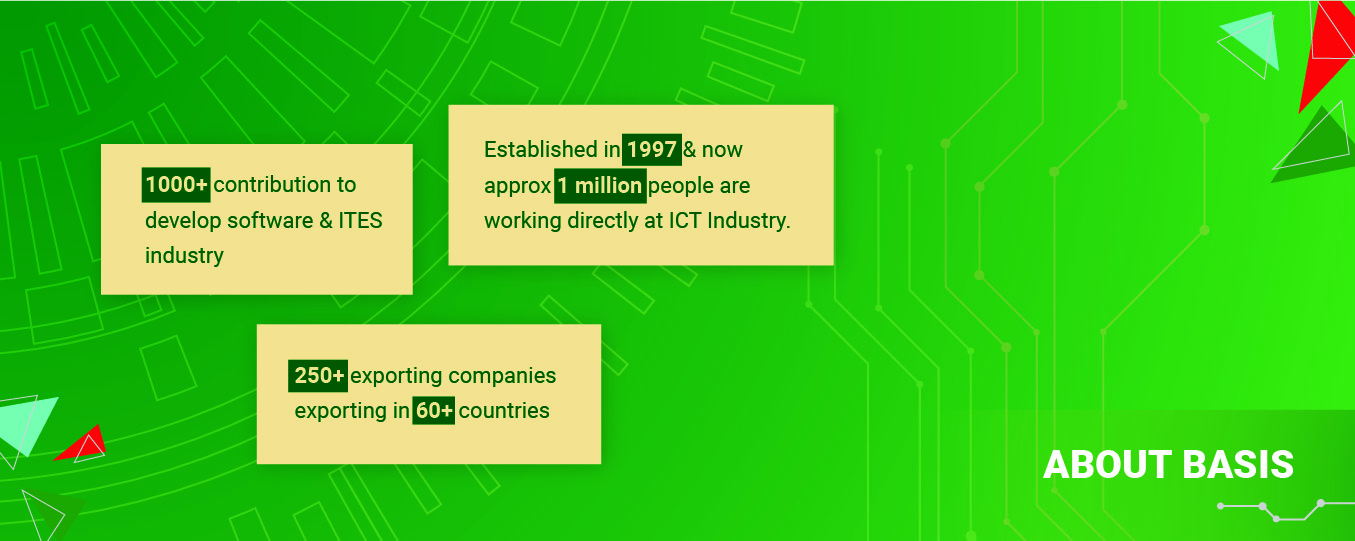 1000+ contribution to
develop software & ITES
industry
Established in 1997 & now
approx 1 million people are
working directly at ICT Industry.
250+ exporting companies
exporting in 60+ countries
ABOUT BASIS